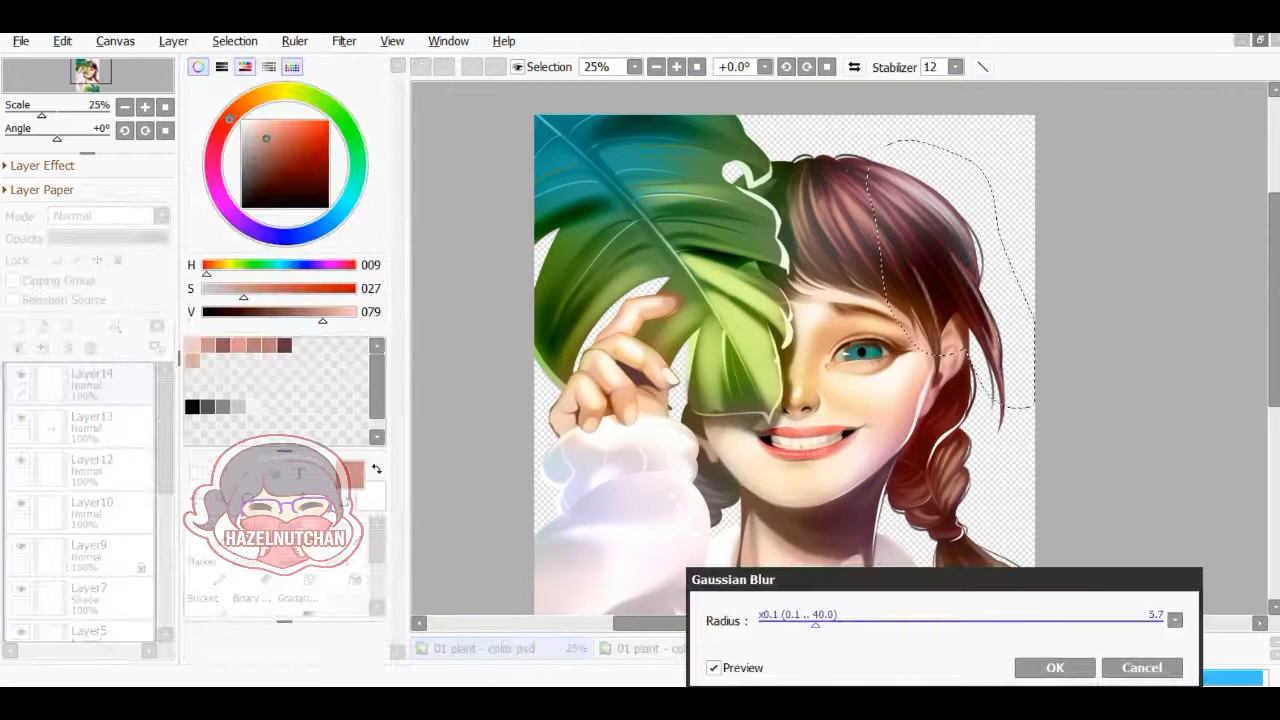 File Edit Canvas Layer Selection Ruler Filter View Window Help
Selection 25% +0.0° Stabilizer 12
Scale 25%
Angle +0°
Layer Effect
Layer Paper
Mode Normal
Opacity
Lock
Clipping Group
Selection Source
H 009
S 027
V 079
Layer14
Normal
100%
Layer13
Normal
100%
Layer12
Normal
100%
Layer10
Normal
100%
Layer9
Normal
100%
Layer7
Shade
100%
Layer5
T
HAZELNUTCHAN
Marker
Bucket Binary ... Gradati...
01 plant - color.psd 25% 01 plant - col
Gaussian Blur
Radius : x0.1 (0.1 .. 40.0) 5.7
Preview OK Cancel